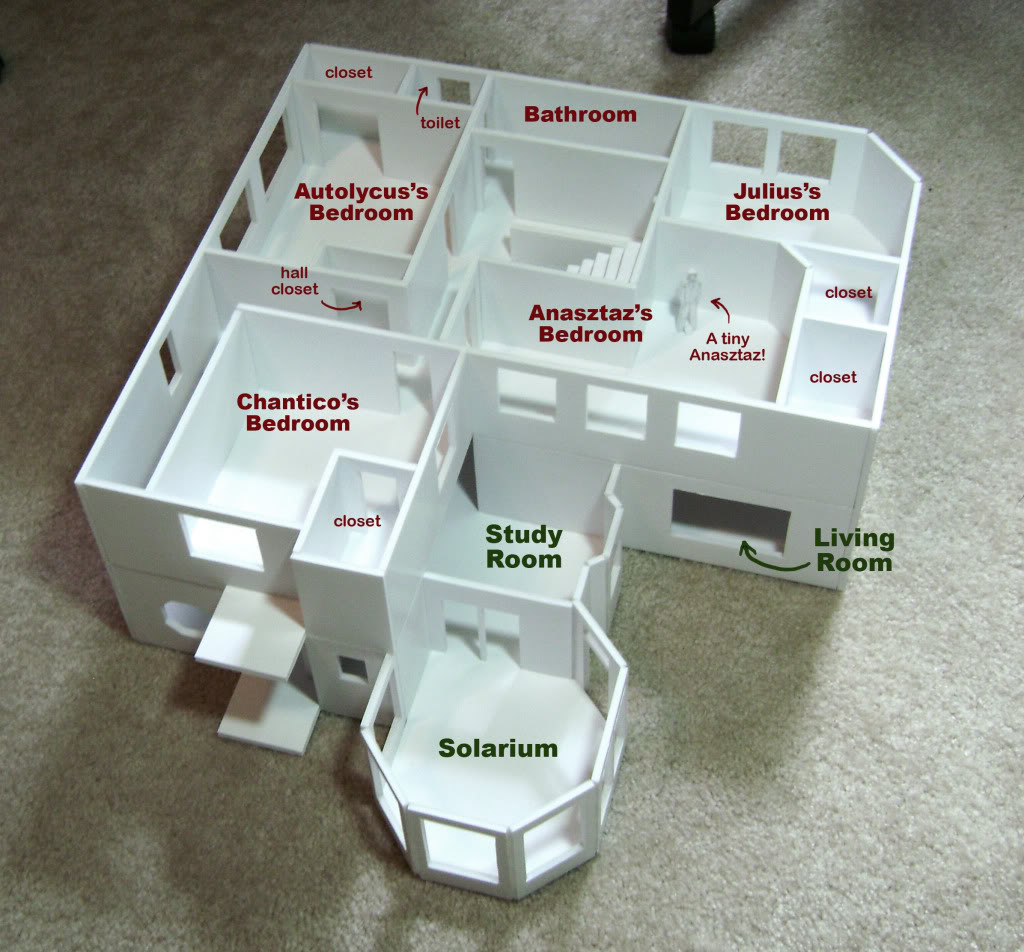 closet
toilet
Bathroom
Autolycus's
Bedroom
Julius's
Bedroom
hall
closet
Anasztaz's
Bedroom
A tiny
Anasztaz!
closet
closet
Chantico's
Bedroom
closet
Study
Room
Living
Room
Solarium